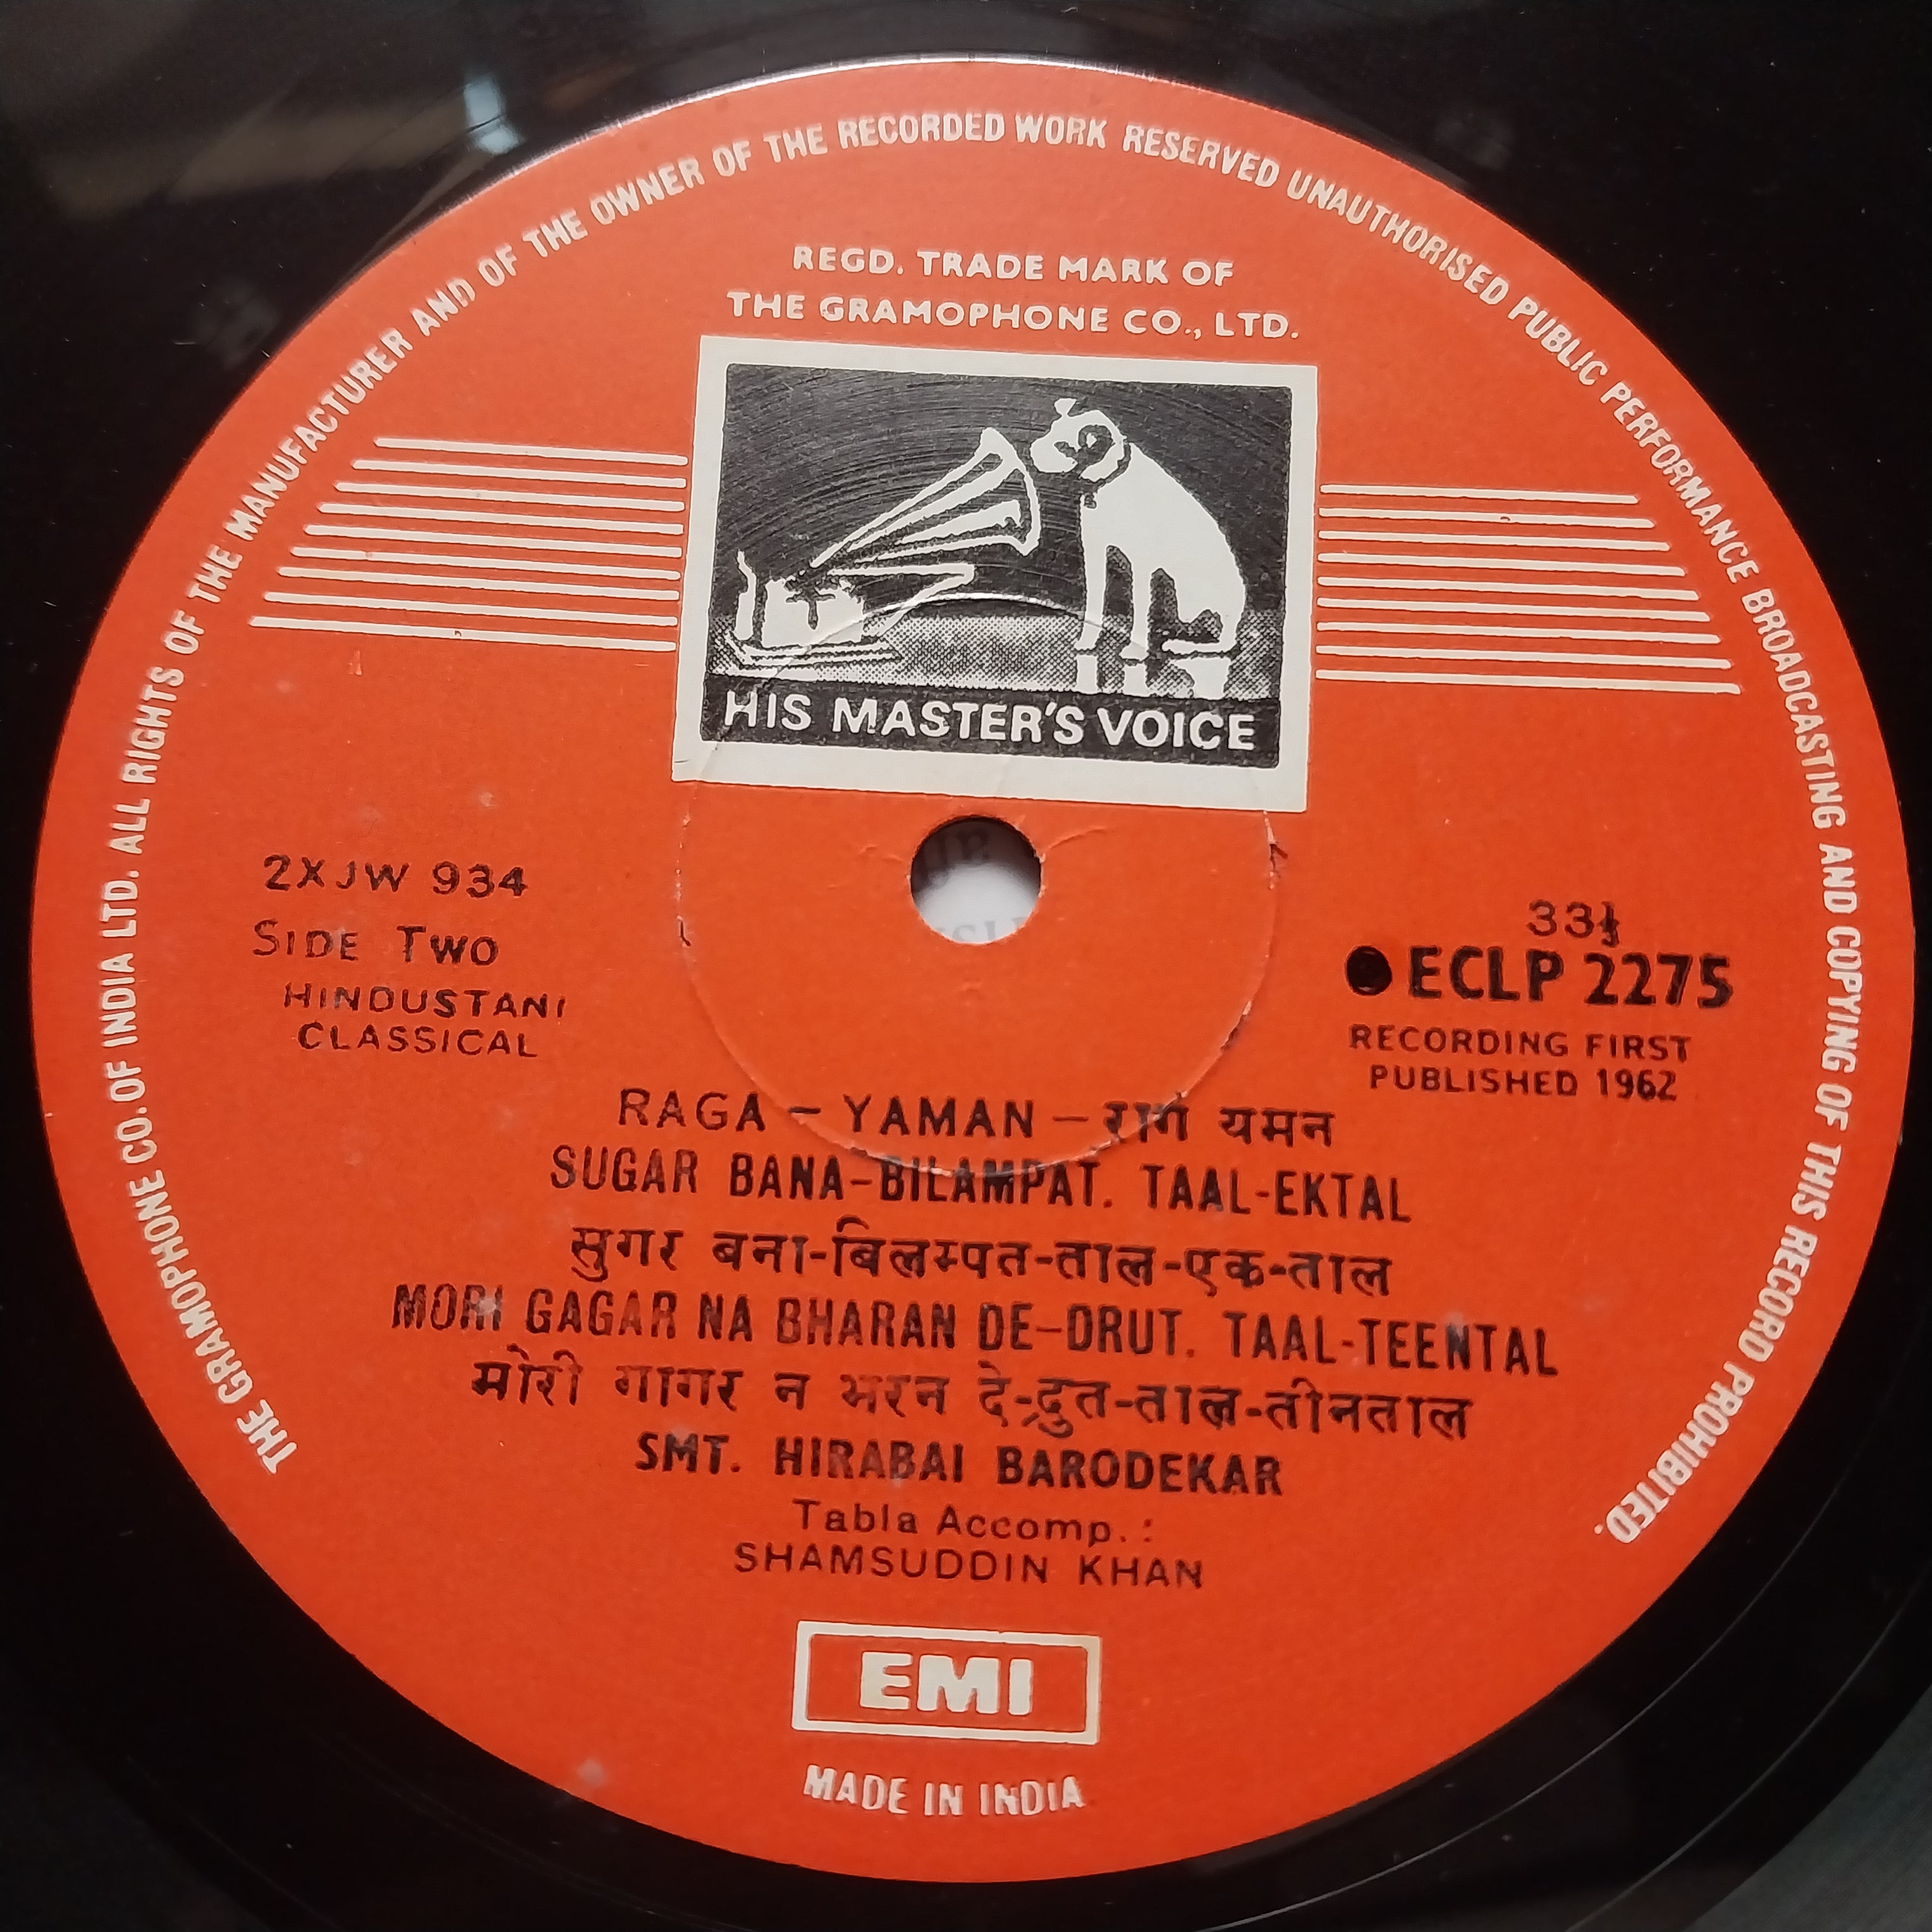 THE GRAMOPHONE CO. OF INDIA LTD. ALL RIGHTS OF THE MANUFACTURER AND OF THE OWNER OF THE RECORDED WORK RESERVED UNAUTHORISED PUBLIC PERFORMANCE BROADCASTING AND COPYING OF THIS RECORD PROHIBITED.
REGD. TRADE MARK OF
THE GRAMOPHONE CO., LTD.
HIS MASTER'S VOICE
2XJW 934
SIDE TWO
HINDUSTANI
CLASSICAL
33⅓
●ECLP 2275
RECORDING FIRST
PUBLISHED 1962
RAGA – YAMAN – राग यमन
SUGAR BANA–BILAMPAT. TAAL-EKTAL
सुगर बना-बिलम्पत-ताल-एक-ताल
MORI GAGAR NA BHARAN DE–DRUT. TAAL-TEENTAL
मोरी गागर न भरन दे-द्रुत-ताल-तीनताल
SMT. HIRABAI BARODEKAR
Tabla Accomp. :
SHAMSUDDIN KHAN
EMI
MADE IN INDIA